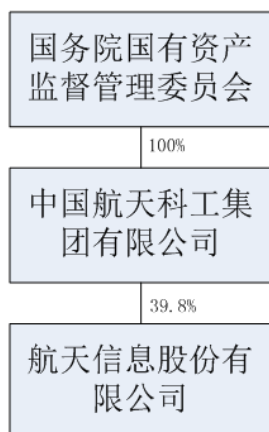 国务院国有资产
监督管理委员会
100%
中国航天科工集
团有限公司
39.8%
航天信息股份有
限公司